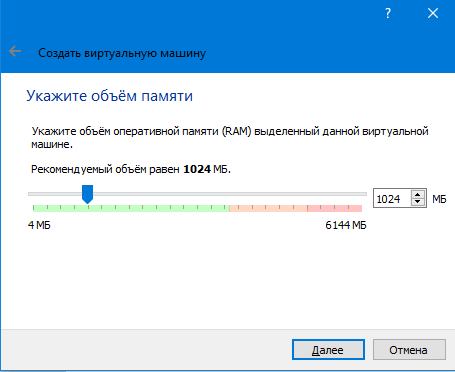 ?
Создать виртуальную машину
Укажите объём памяти
Укажите объём оперативной памяти (RAM) выделенный данной виртуальной
машине.
Рекомендуемый объём равен 1024 МБ.
1024 МБ
4 МБ 6144 МБ
Далее Отмена